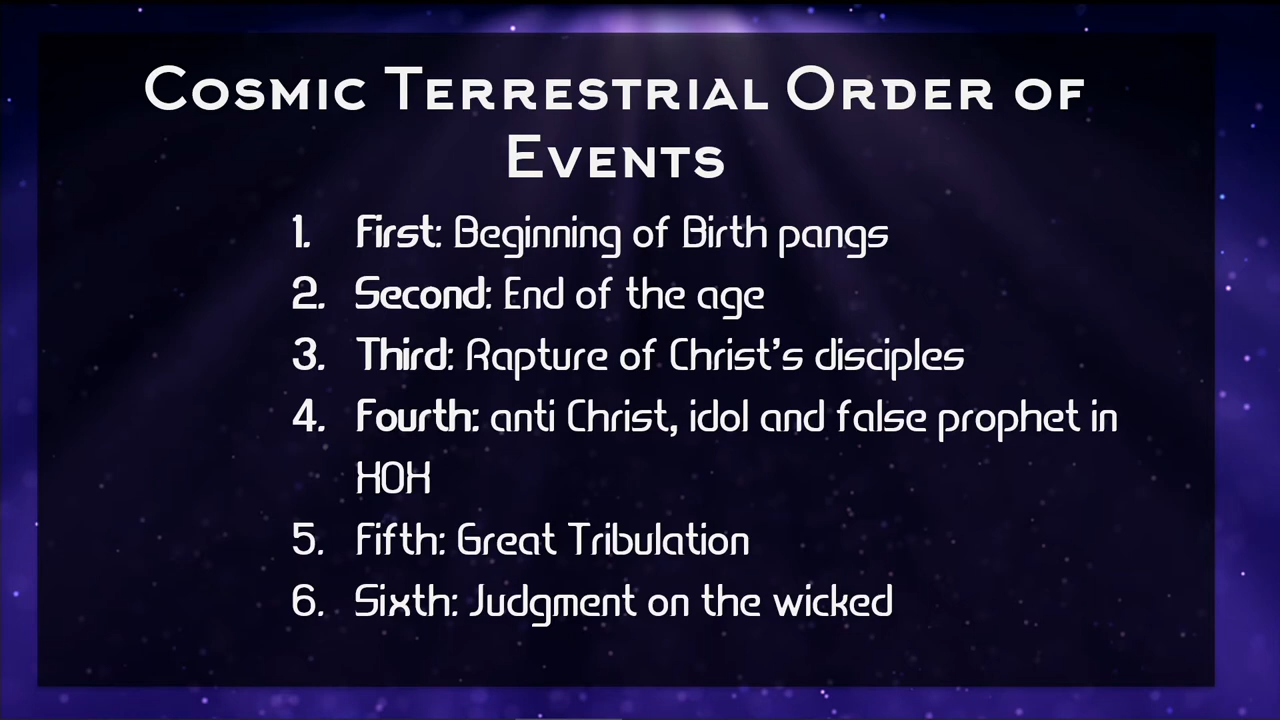 Cosmic Terrestrial Order of
Events
1. First: Beginning of Birth pangs
2. Second: End of the age
3. Third: Rapture of Christ's disciples
4. Fourth: anti Christ, idol and false prophet in
HOH
5. Fifth: Great Tribulation
6. Sixth: Judgment on the wicked